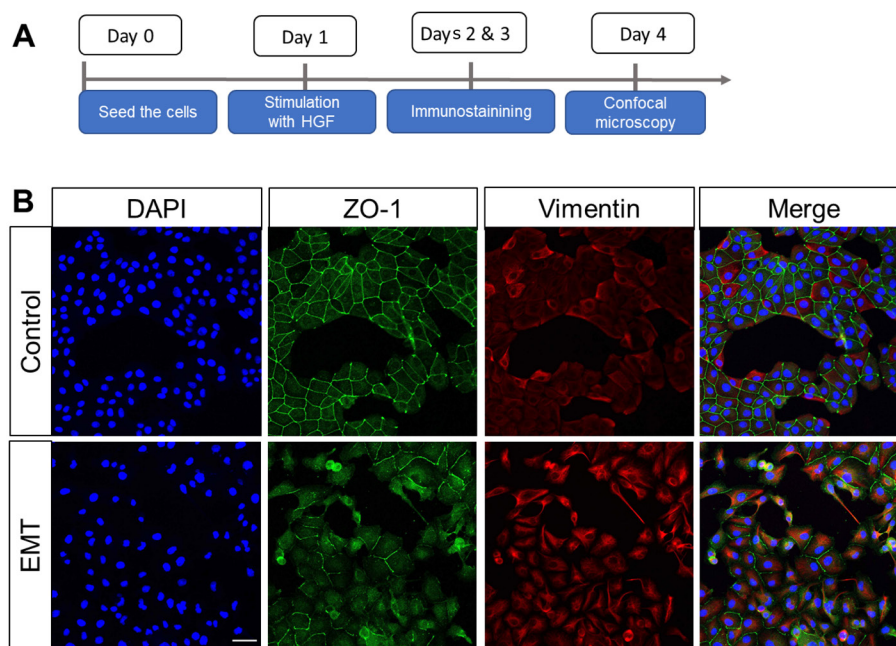 A
Day 0
Day 1
Days 2 & 3
Day 4
Seed the cells
Stimulation
with HGF
Immunostainining
Confocal
microscopy
B
DAPI
ZO-1
Vimentin
Merge
Control
EMT